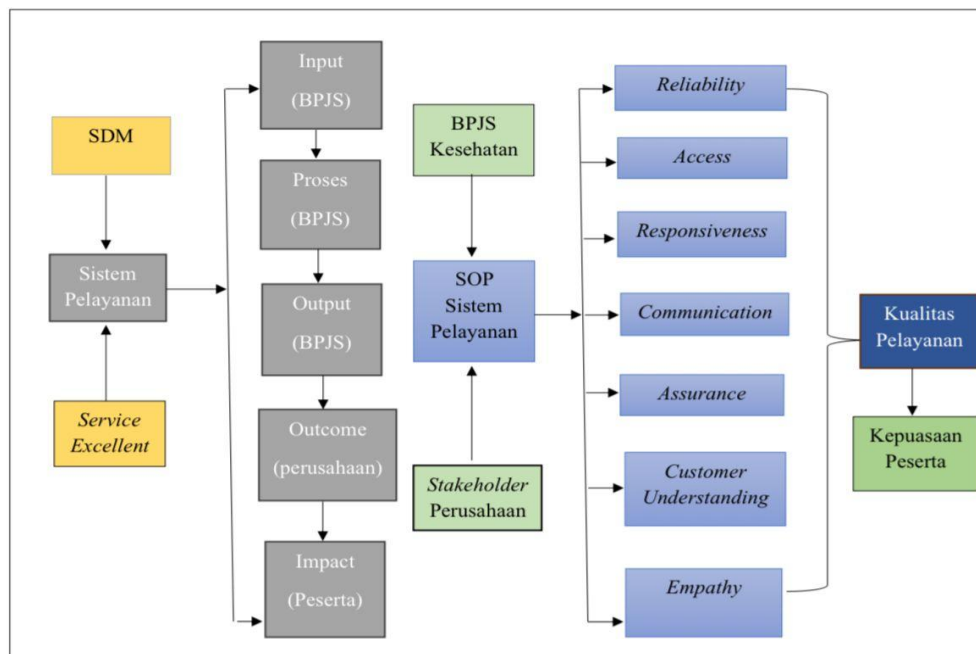 SDM
Sistem
Pelayanan
Service
Excellent
Input
(BPJS)
Proses
(BPJS)
Output
(BPJS)
Outcome
(perusahaan)
Impact
(Peserta)
BPJS
Kesehatan
SOP
Sistem
Pelayanan
Stakeholder
Perusahaan
Reliability
Access
Responsiveness
Communication
Assurance
Customer
Understanding
Empathy
Kualitas
Pelayanan
Kepuasaan
Peserta